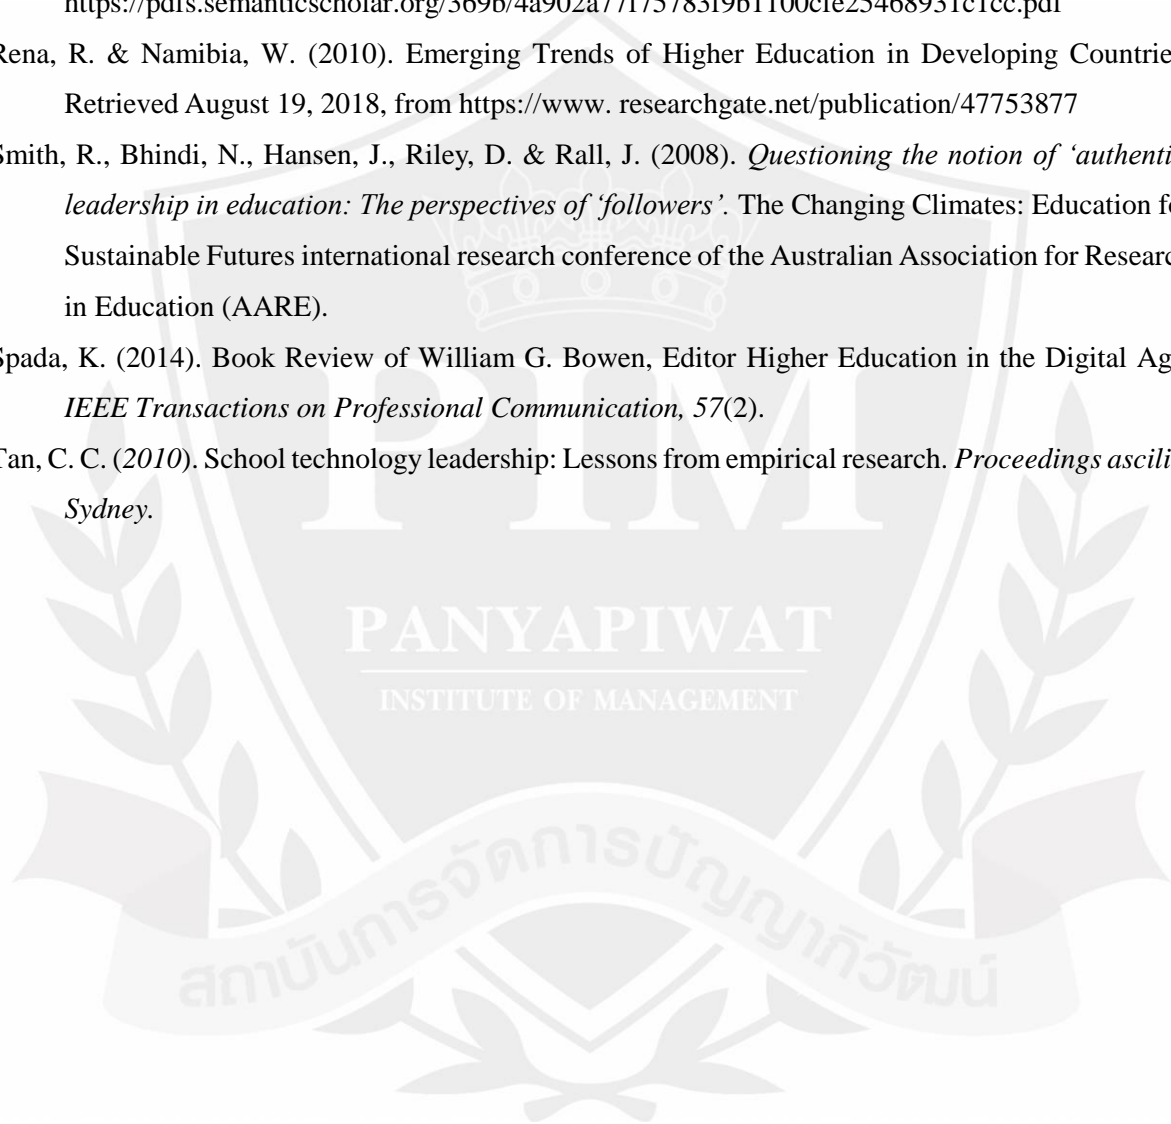 https://pdfs.semanticscholar.org/369b/4a902a77f75783f9b1100cfe25468931c1cc.pdf
Rena, R. & Namibia, W. (2010). Emerging Trends of Higher Education in Developing Countrie
Retrieved August 19, 2018, from https://www. researchgate.net/publication/47753877
Smith, R., Bhindi, N., Hansen, J., Riley, D. & Rall, J. (2008). Questioning the notion of ‘authenti
leadership in education: The perspectives of ‘followers’. The Changing Climates: Education fo
Sustainable Futures international research conference of the Australian Association for Researc
in Education (AARE).
Spada, K. (2014). Book Review of William G. Bowen, Editor Higher Education in the Digital Ag
IEEE Transactions on Professional Communication, 57(2).
Tan, C. C. (2010). School technology leadership: Lessons from empirical research. Proceedings ascili
Sydney.
PIM
PANYAPIWAT
INSTITUTE OF MANAGEMENT
สถาบันการจัดการปัญญาภิวัฒน์